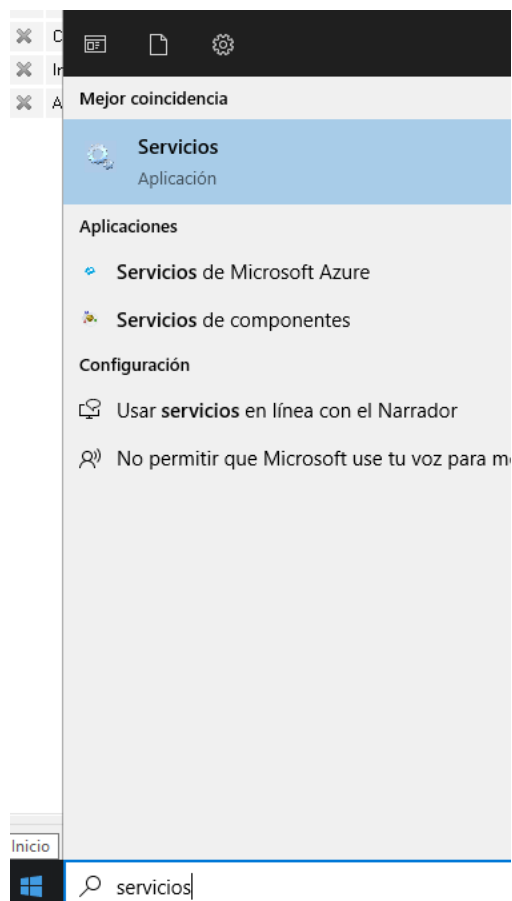 C
Ir
A
Mejor coincidencia
Servicios
Aplicación
Aplicaciones
Servicios de Microsoft Azure
Servicios de componentes
Configuración
Usar servicios en línea con el Narrador
No permitir que Microsoft use tu voz para m
Inicio
servicios